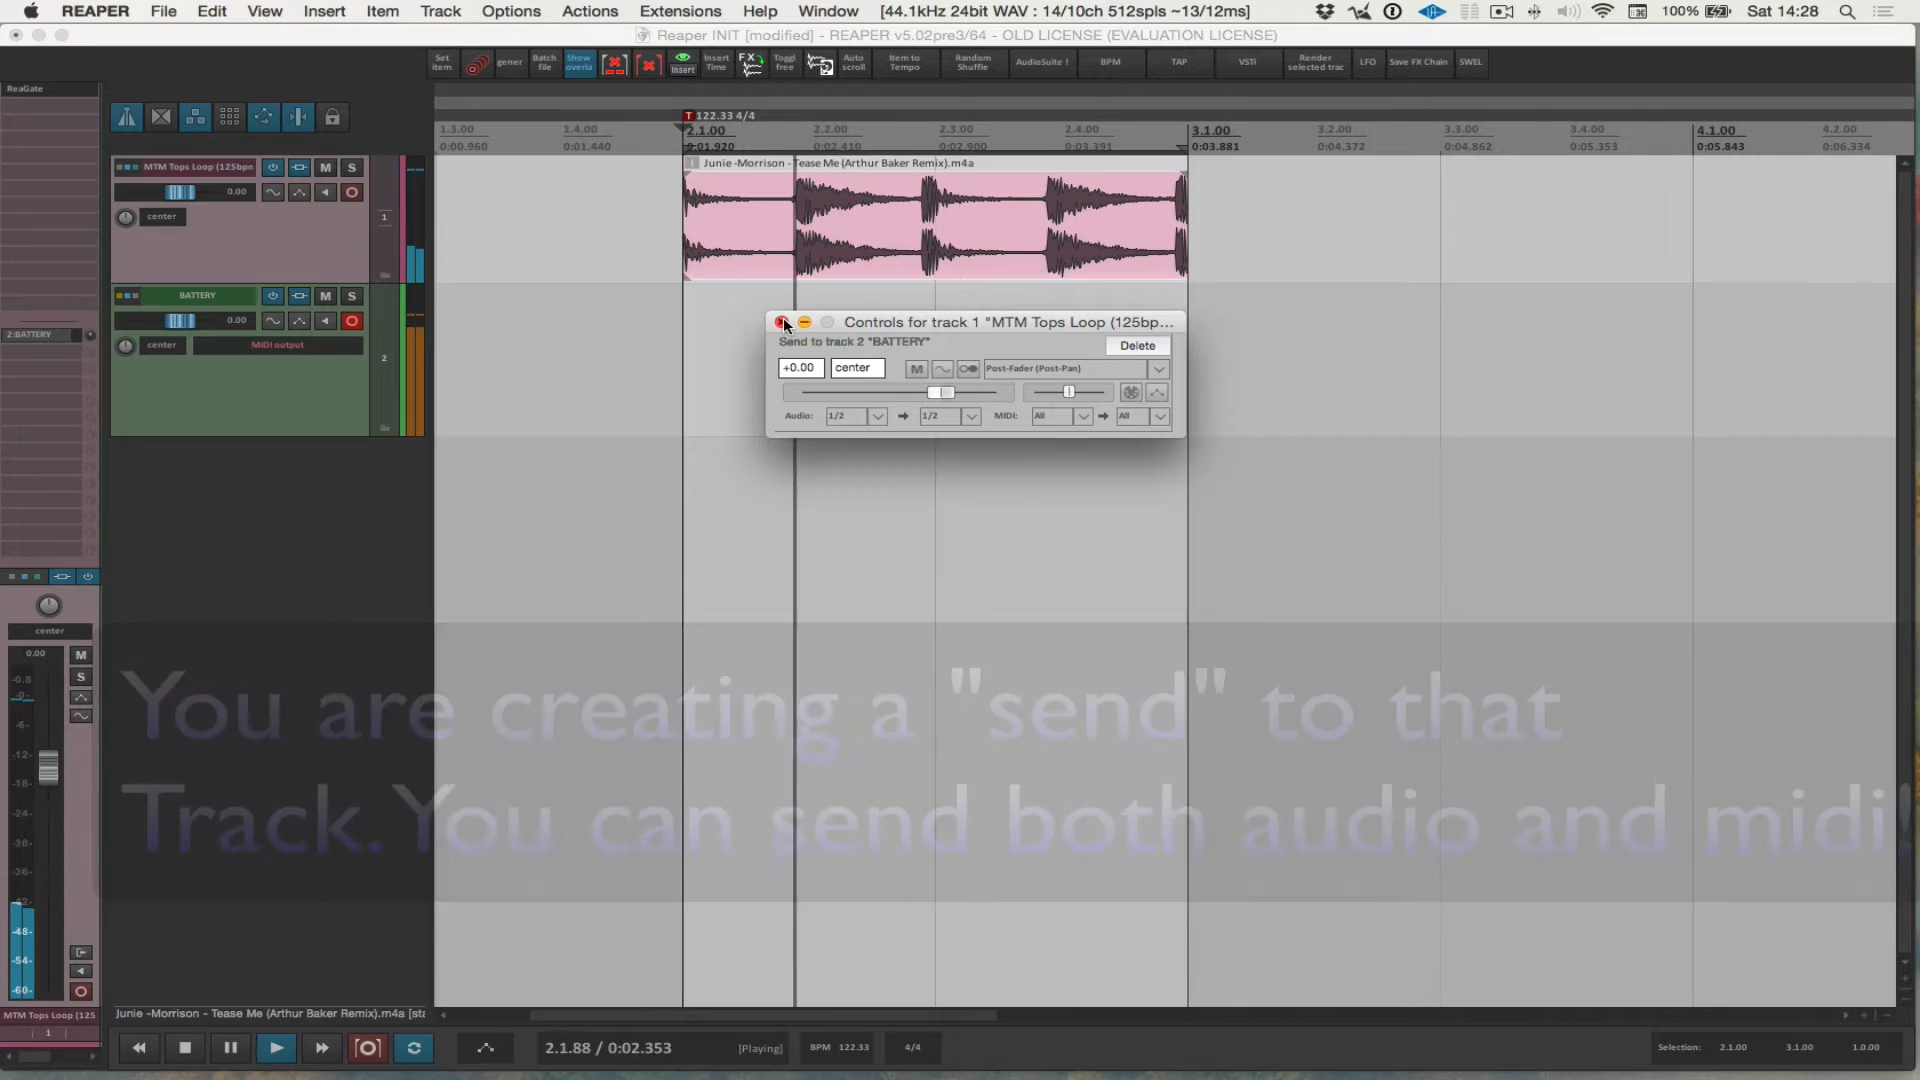 REAPER File Edit View Insert Item Track Options Actions Extensions Help Window [44.1kHz 24bit WAV : 14/10ch 512spls ~13/12ms] 100% Sat 14:28
Reaper INIT [modified] - REAPER v5.02pre3/64 - OLD LICENSE (EVALUATION LICENSE)
Set item gener Batch file Show overla Insert Insert Time FX Toggl free Auto scroll Item to Tempo Random Shuffle AudioSuite ! BPM TAP VSTi Render selected trac LFO Save FX Chain SWEL
ReaGate
T 122.33 4/4
1.3.00 1.4.00 2.1.00 2.2.00 2.3.00 2.4.00 3.1.00 3.2.00 3.3.00 3.4.00 4.1.00 4.2.00
0:00.960 0:01.440 0:01.920 0:02.410 0:02.900 0:03.391 0:03.881 0:04.372 0:04.862 0:05.353 0:05.843 0:06.334
MTM Tops Loop (125bpn M S
Junie -Morrison - Tease Me (Arthur Baker Remix).m4a
0.00
center
1
BATTERY M S
0.00
center MIDI output
2
2:BATTERY
Controls for track 1 "MTM Tops Loop (125bp...
Send to track 2 "BATTERY" Delete
+0.00 center M Post-Fader (Post-Pan)
Audio: 1/2 1/2 MIDI: All All
center
0.00 M
-0.8 S
-0-
-6-
-12-
-18-
-24-
-30-
-36-
-42-
-48-
-54-
-60-
You are creating a "send" to that
Track. You can send both audio and midi!
MTM Tops Loop (125
1
Junie -Morrison - Tease Me (Arthur Baker Remix).m4a [sta
2.1.88 / 0:02.353 [Playing] BPM 122.33 4/4 Selection: 2.1.00 3.1.00 1.0.00